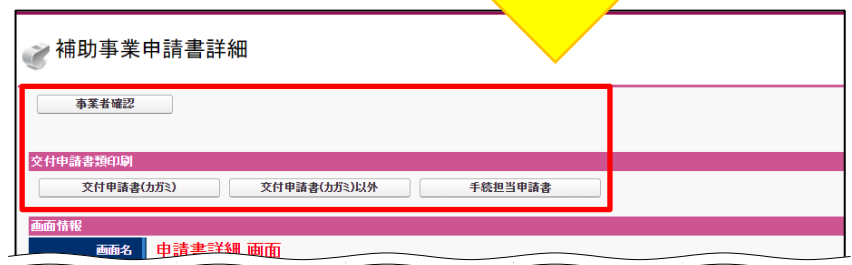 補助事業申請書詳細
事業者確認
交付申請書類印刷
交付申請書(カガミ) 交付申請書(カガミ)以外 手続担当申請書
画面情報
画面名 申請書詳細 画面